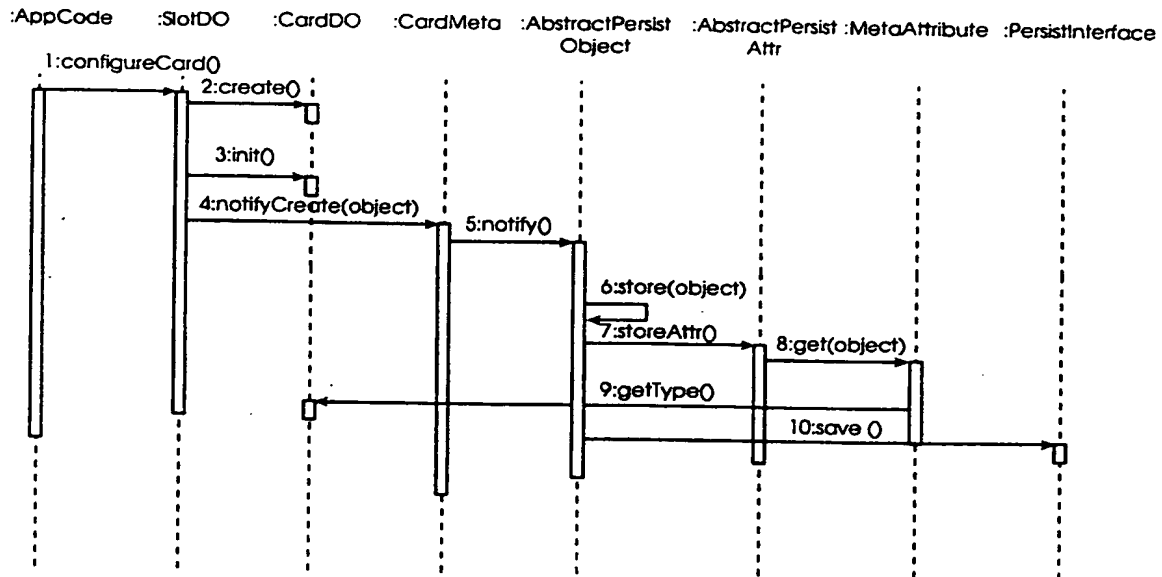 :AppCode :SlotDO :CardDO :CardMeta :AbstractPersist :AbstractPersist :MetaAttribute :PersistInterface
Object Attr
1:configureCard()
2:create()
3:init()
4:notifyCreate(object)
5:notify()
6:store(object)
7:storeAttr()
8:get(object)
9:getType()
10:save ()